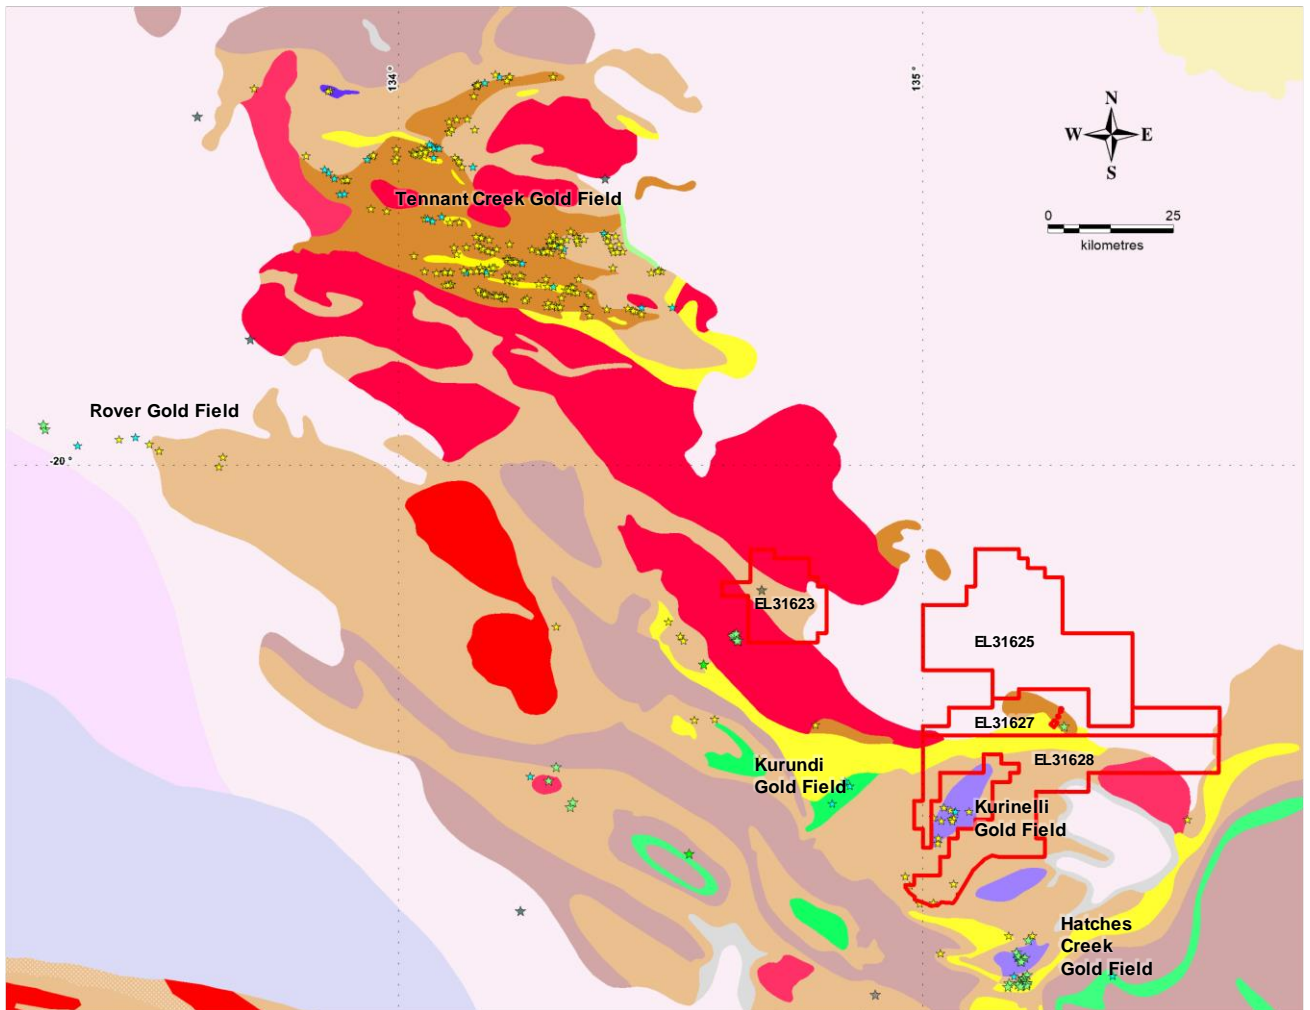 134 °
135 °
N
W E
S
0 25
kilometres
Tennant Creek Gold Field
Rover Gold Field
-20 °
EL31623
EL31625
EL31627
EL31628
Kurundi
Gold Field
Kurinelli
Gold Field
Hatches
Creek
Gold Field